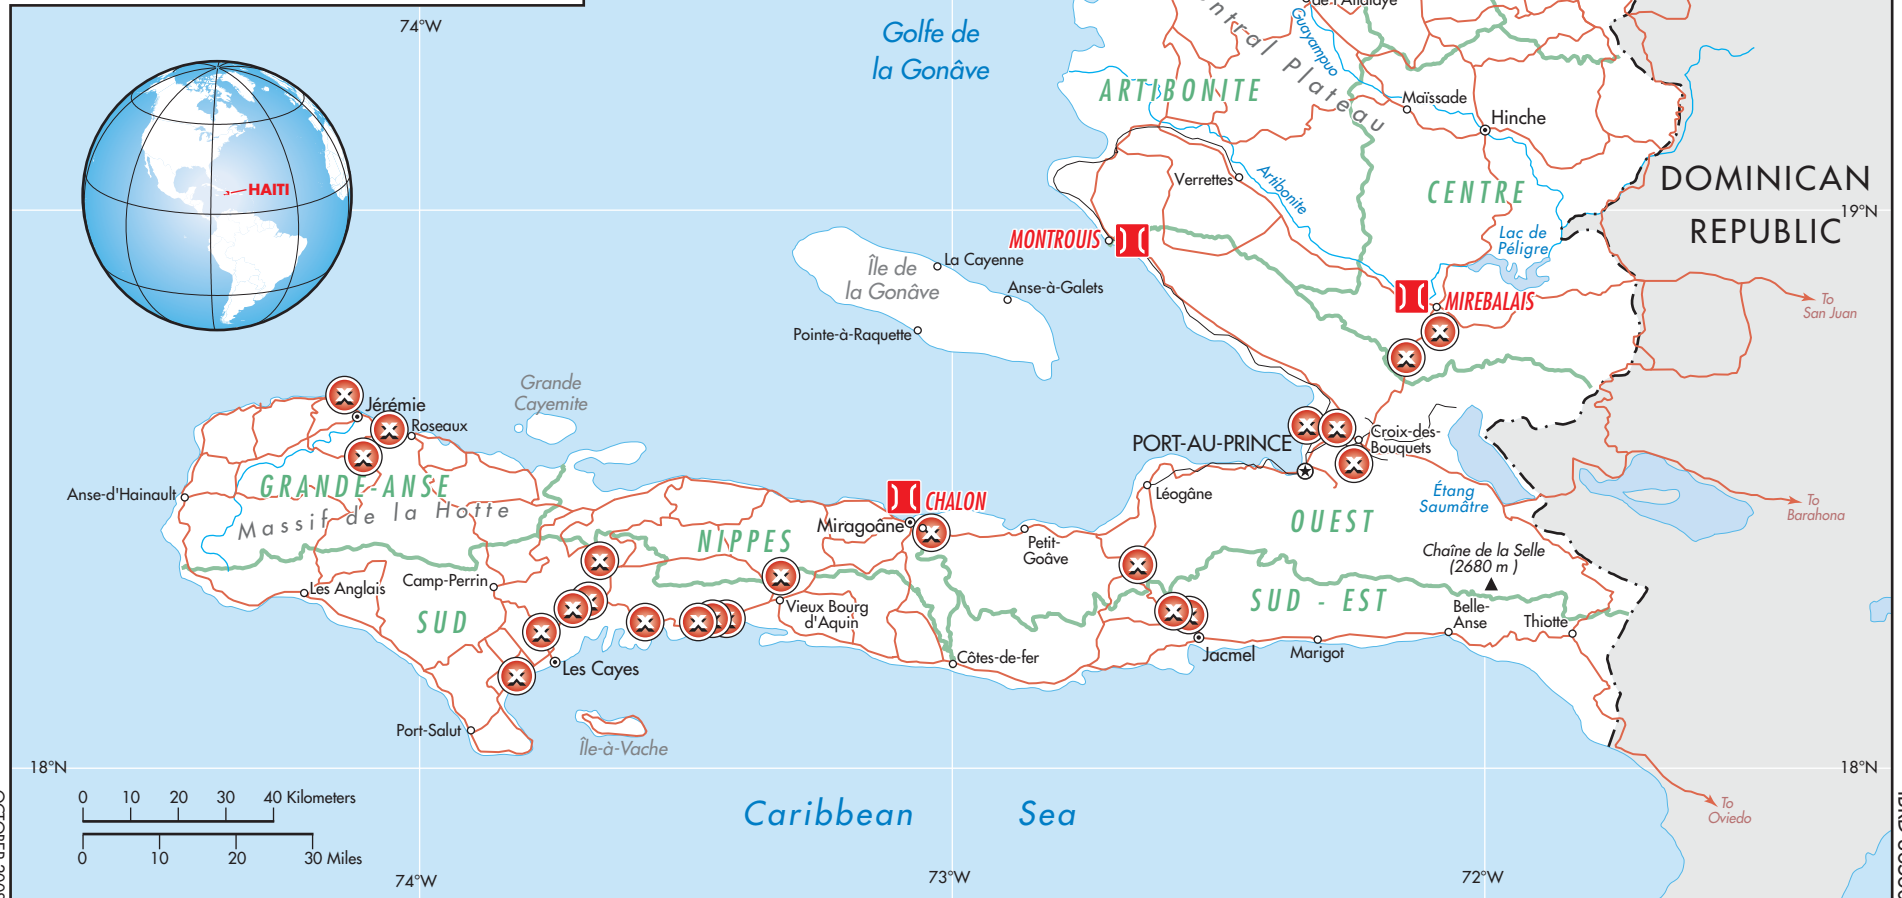 74°W
Golfe de
la Gonâve
Guayampuo
Plateau
ARTIBONITE
Maïssade
Hinche
HAITI
Verrettes
Artibonite
CENTRE
DOMINICAN
REPUBLIC
19°N
MONTROUIS
Lac de
Péligre
Île de
la Gonâve
La Cayenne
Anse-à-Galets
Pointe-à-Raquette
MIREBALAIS
To
San Juan
Grande
Cayemite
Jérémie
Roseaux
PORT-AU-PRINCE
Croix-des-
Bouquets
GRANDE-ANSE
Anse-d'Hainault
Massif de la Hotte
CHALON
Miragoâne
Léogâne
Étang
Saumâtre
To
Barahona
NIPPES
Petit-
Goâve
OUEST
Chaîne de la Selle
(2680 m )
Les Anglais
Camp-Perrin
SUD
Vieux Bourg
d'Aquin
SUD - EST
Belle-
Anse
Thiotte
Les Cayes
Côtes-de-fer
Jacmel
Marigot
Port-Salut
Île-à-Vache
18°N
18°N
0 10 20 30 40 Kilometers
0 10 20 30 Miles
Caribbean Sea
To
Oviedo
74°W
73°W
72°W